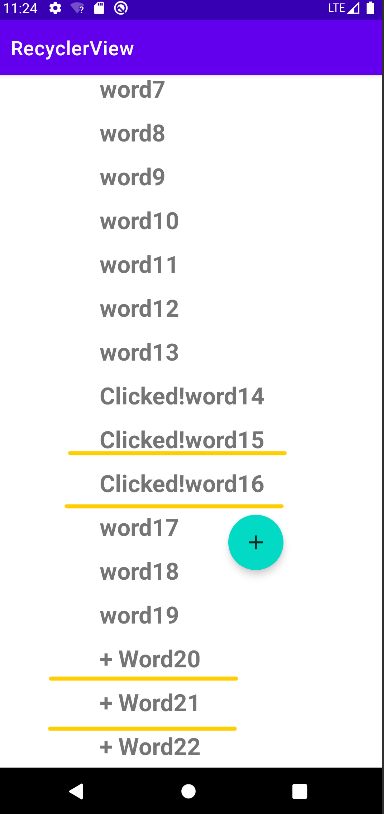 11:24
LTE
RecyclerView
word7
word8
word9
word10
word11
word12
word13
Clicked!word14
Clicked!word15
Clicked!word16
word17
+
word18
word19
+ Word20
+ Word21
+ Word22